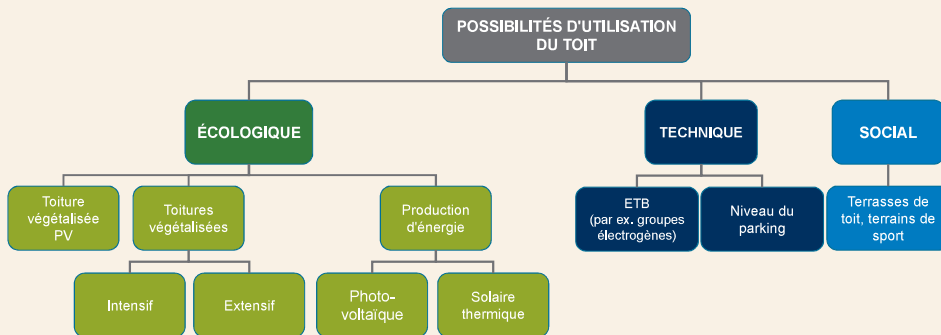 POSSIBILITÉS D'UTILISATION
DU TOIT
ÉCOLOGIQUE
TECHNIQUE
SOCIAL
Toiture
végétalisée
PV
Toitures
végétalisées
Production
d'énergie
ETB
(par ex. groupes
électrogènes)
Niveau du
parking
Terrasses de
toit, terrains de
sport
Intensif
Extensif
Photo-
voltaïque
Solaire
thermique